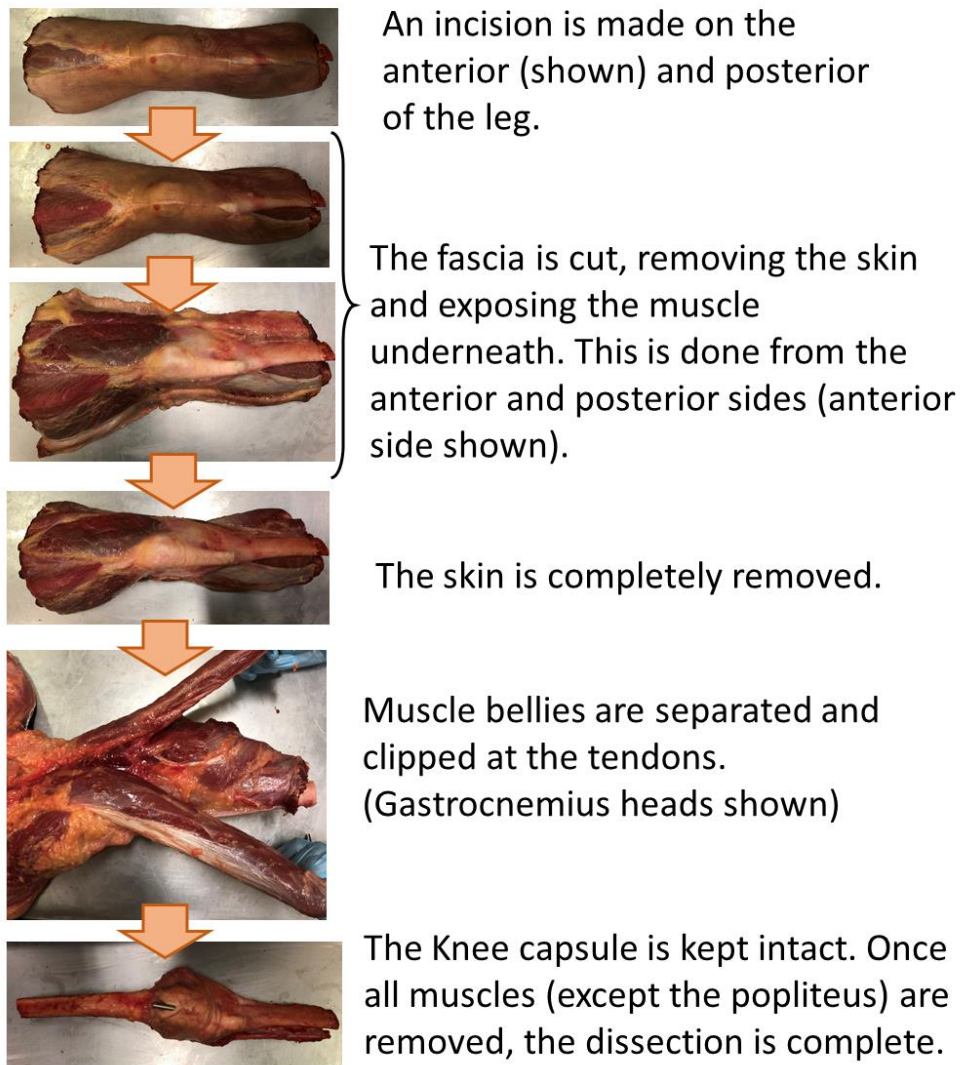 An incision is made on the
anterior (shown) and posterior
of the leg.
The fascia is cut, removing the skin
and exposing the muscle
underneath. This is done from the
anterior and posterior sides (anterior
side shown).
The skin is completely removed.
Muscle bellies are separated and
clipped at the tendons.
(Gastrocnemius heads shown)
The Knee capsule is kept intact. Once
all muscles (except the popliteus) are
removed, the dissection is complete.